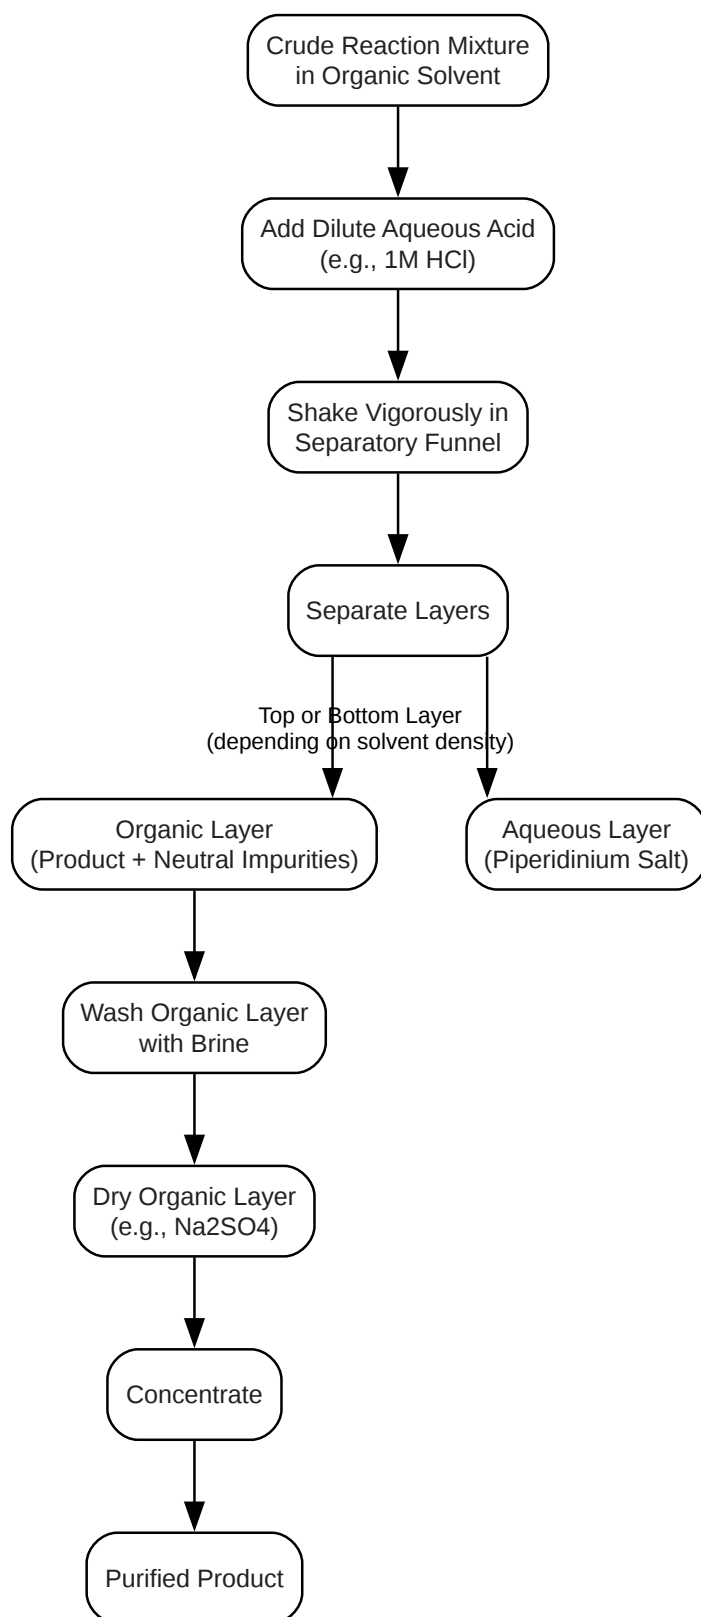 Crude Reaction Mixture
in Organic Solvent
Add Dilute Aqueous Acid
(e.g., 1M HCl)
Shake Vigorously in
Separatory Funnel
Separate Layers
Top or Bottom Layer
(depending on solvent density)
Organic Layer
(Product + Neutral Impurities)
Aqueous Layer
(Piperidinium Salt)
Wash Organic Layer
with Brine
Dry Organic Layer
(e.g., Na2SO4)
Concentrate
Purified Product